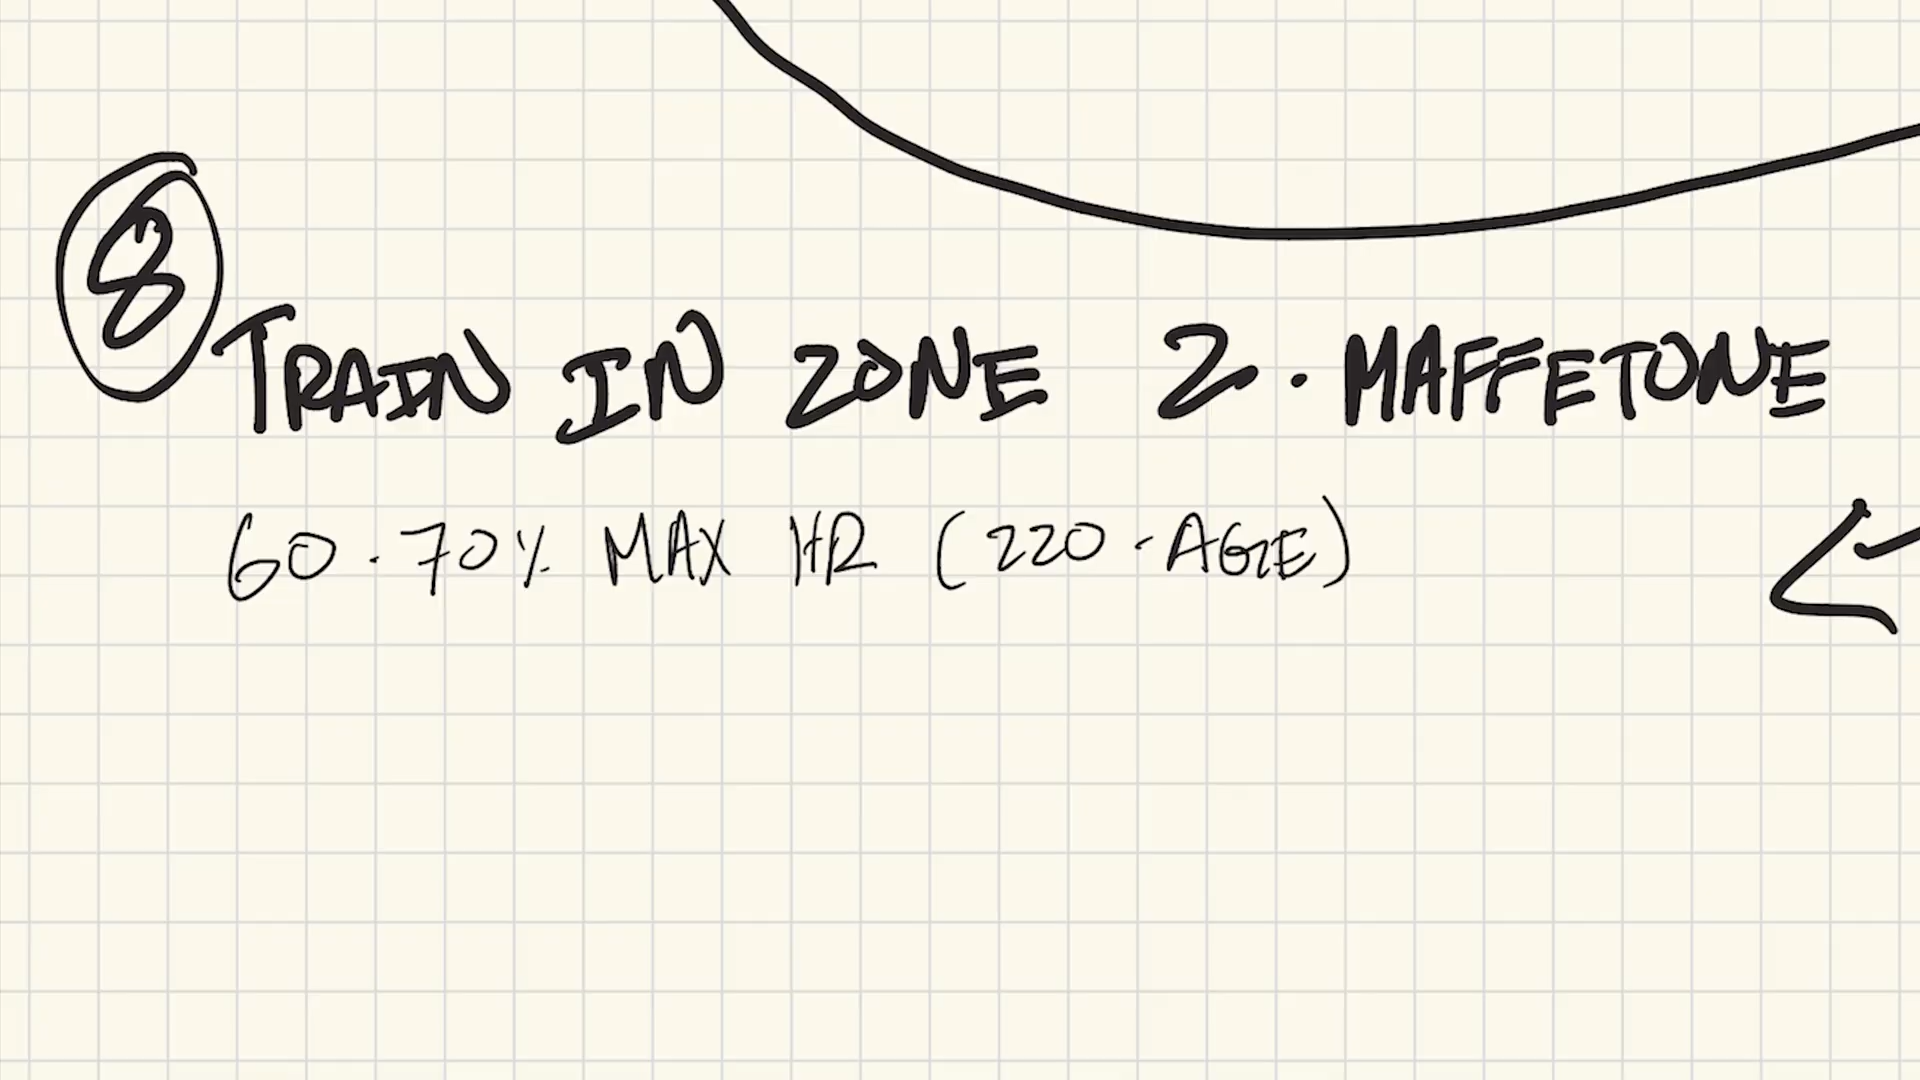 8
TRAIN IN ZONE 2 · MAFFETONE
60 - 70% MAX HR (220 - AGE)